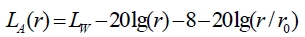 L_A(r) = L_W − 20lg(r) − 8 − 20lg(r / r_0)